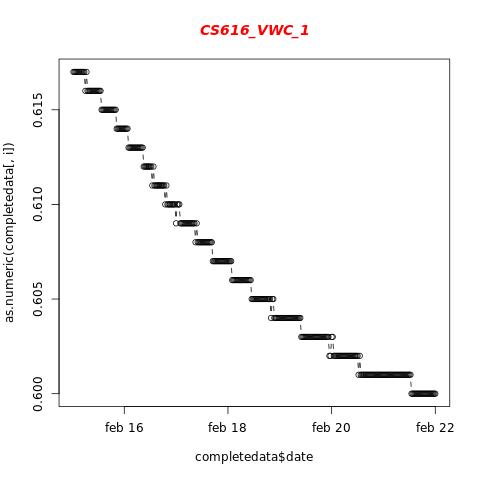 CS616_VWC_1
as.numeric(completedata[, i])
0.615
0.610
0.605
0.600
feb 16 feb 18 feb 20 feb 22
completedata$date